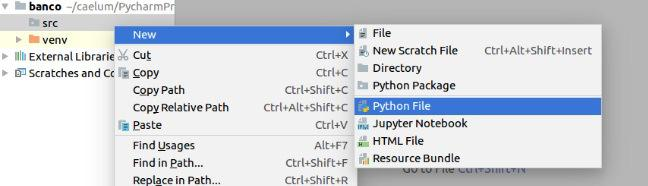 banco ~/caelum/PycharmPr
src
venv
External Librarie
Scratches and Co
New
Cut Ctrl+X
Copy Ctrl+C
Copy Path Ctrl+Shift+C
Copy Relative Path Ctrl+Alt+Shift+C
Paste Ctrl+V
Find Usages Alt+F7
Find in Path... Ctrl+Shift+F
Replace in Path... Ctrl+Shift+R
File
New Scratch File Ctrl+Alt+Shift+Insert
Directory
Python Package
Python File
Jupyter Notebook
HTML File
Resource Bundle
Go to File Ctrl+Shift+N